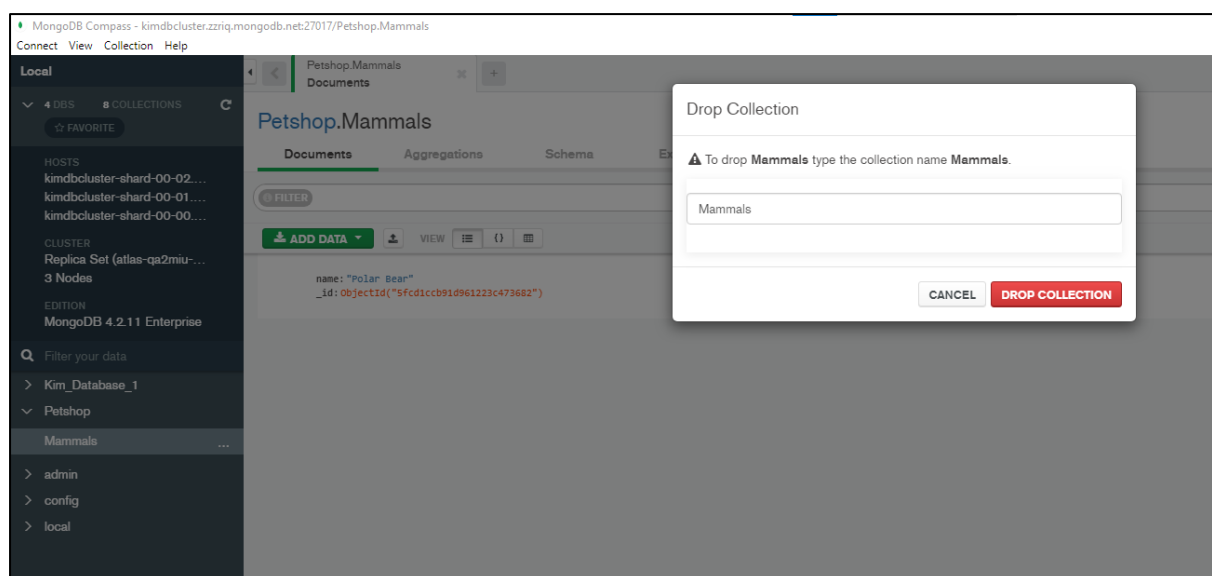 MongoDB Compass - kimdbcluster.zzriq.mongodb.net:27017/Petshop.Mammals
Connect View Collection Help
Local
4 DBS 8 COLLECTIONS
FAVORITE
HOSTS
kimdbcluster-shard-00-02....
kimdbcluster-shard-00-01....
kimdbcluster-shard-00-00....
CLUSTER
Replica Set (atlas-qa2miu-...
3 Nodes
EDITION
MongoDB 4.2.11 Enterprise
Filter your data
Kim_Database_1
Petshop
Mammals ...
admin
config
local
Petshop.Mammals
Documents
Petshop.Mammals
Documents Aggregations Schema Ex
FILTER
ADD DATA VIEW {}
name: "Polar Bear"
_id: ObjectId("5fcd1ccb91d961223c473682")
Drop Collection
To drop Mammals type the collection name Mammals.
Mammals
CANCEL DROP COLLECTION